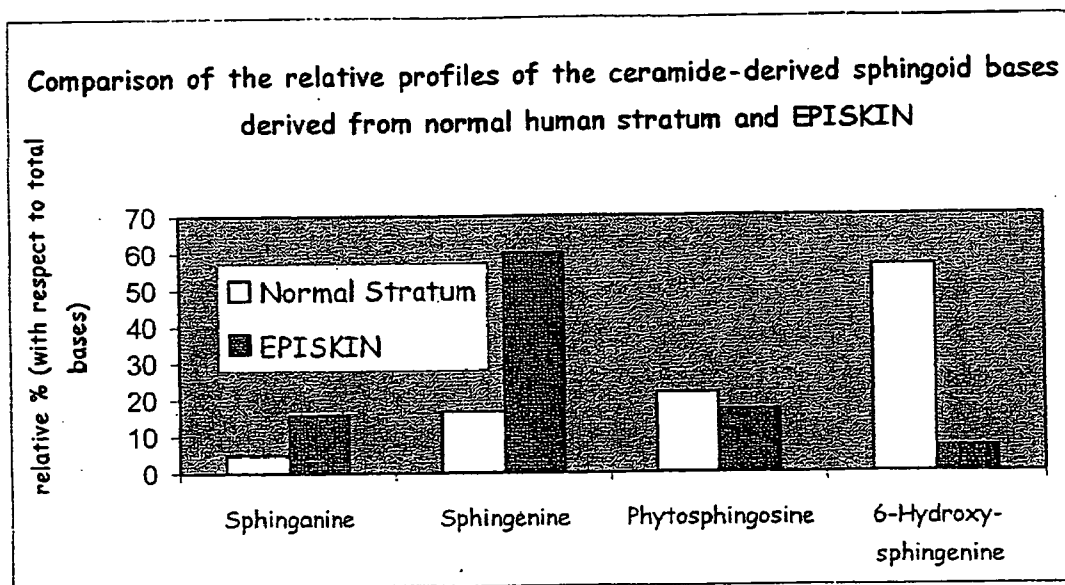 Comparison of the relative profiles of the ceramide-derived sphingoid bases
derived from normal human stratum and EPISKIN
relative % (with respect to total
bases)
70
60
50
40
30
20
10
0
Normal Stratum
EPISKIN
Sphinganine
Sphingenine
Phytosphingosine
6-Hydroxy-
sphingenine